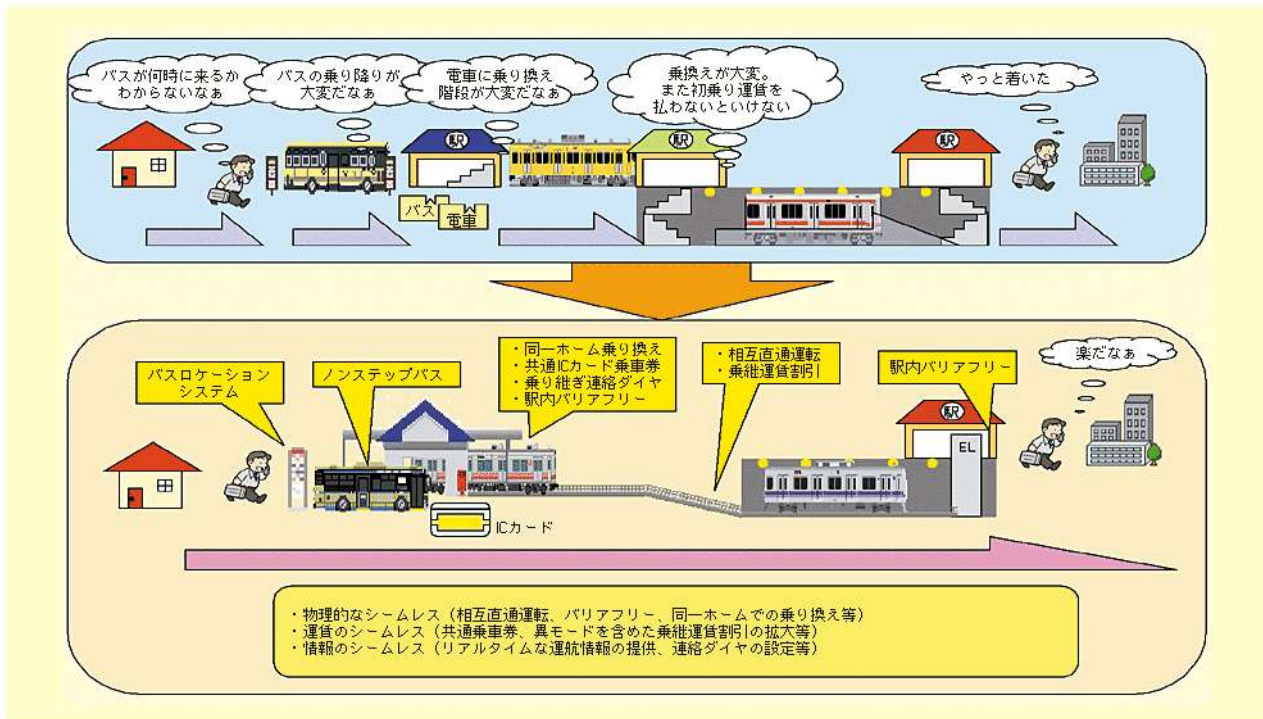 バスが何時に来るか
わからないなぁ
バスの乗り降りが
大変だなぁ
電車に乗り換え
階段が大変だなぁ
乗換えが大変。
また初乗り運賃を
払わないといけない
やっと着いた
駅
駅
駅
バス
電車
バスロケーション
システム
ノンステップバス
・同一ホーム乗り換え
・共通ICカード乗車券
・乗り継ぎ連絡ダイヤ
・駅内バリアフリー
・相互直通運転
・乗継運賃割引
駅内バリアフリー
楽だなぁ
駅
EL
ICカード
・物理的なシームレス（相互直通運転、バリアフリー、同一ホームでの乗り換え等）
・運賃のシームレス（共通乗車券、異モードを含めた乗継運賃割引の拡大等）
・情報のシームレス（リアルタイムな運航情報の提供、連絡ダイヤの設定等）